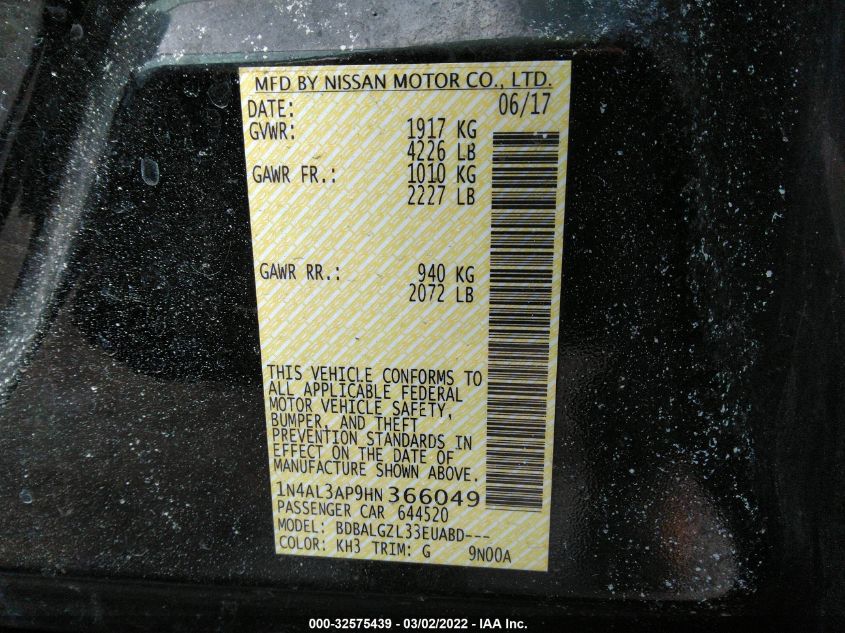 MFD BY NISSAN MOTOR CO., LTD.
DATE: 06/17
GVWR: 1917 KG
4226 LB
GAWR FR.: 1010 KG
2227 LB
GAWR RR.: 940 KG
2072 LB
THIS VEHICLE CONFORMS TO
ALL APPLICABLE FEDERAL
MOTOR VEHICLE SAFETY,
BUMPER, AND THEFT
PREVENTION STANDARDS IN
EFFECT ON THE DATE OF
MANUFACTURE SHOWN ABOVE.
1N4AL3AP9HN 366049
PASSENGER CAR 644520
MODEL: BDBALGZL33EUABD---
COLOR: KH3 TRIM: G 9N00A
000-32575439 - 03/02/2022 - IAA Inc.